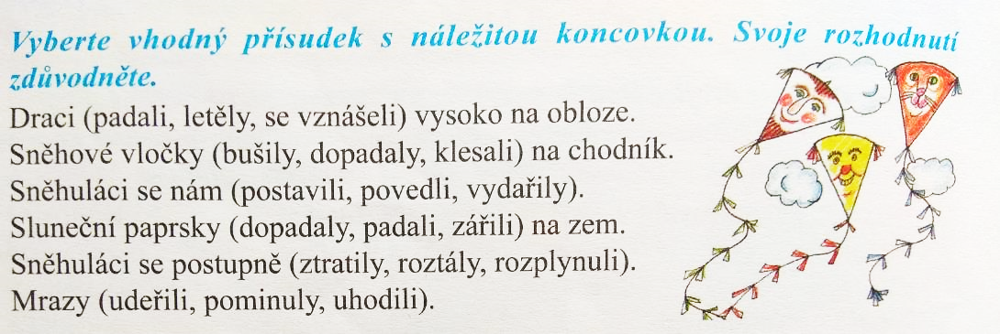 Vyberte vhodný přísudek s náležitou koncovkou. Svoje rozhodnutí
zdůvodněte.
Draci (padali, letěly, se vznášeli) vysoko na obloze.
Sněhové vločky (bušily, dopadaly, klesali) na chodník.
Sněhuláci se nám (postavili, povedli, vydařily).
Sluneční paprsky (dopadaly, padali, zářili) na zem.
Sněhuláci se postupně (ztratily, roztály, rozplynuli).
Mrazy (udeřili, pominuly, uhodili).